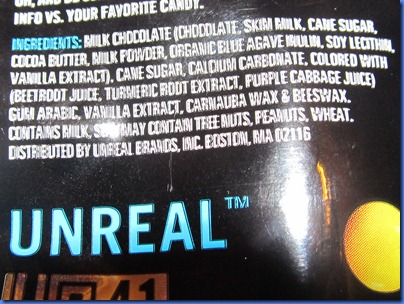 OR, AND
INFO VS. YOUR FAVORITE CANDY.
INGREDIENTS: MILK CHOCOLATE (CHOCOLATE, SKIM MILK, CANE SUGAR,
COCOA BUTTER, MILK POWDER, ORGANIC BLUE AGAVE INULIN, SOY LECITHIN,
VANILLA EXTRACT), CANE SUGAR, CALCIUM CARBONATE, COLORED WITH
(BEETROOT JUICE, TURMERIC ROOT EXTRACT, PURPLE CABBAGE JUICE)
GUM ARABIC, VANILLA EXTRACT, CARNAUBA WAX & BEESWAX.
CONTAINS MILK, SOY. MAY CONTAIN TREE NUTS, PEANUTS, WHEAT.
DISTRIBUTED BY UNREAL BRANDS, INC. BOSTON, MA 02116
UNREAL™
41